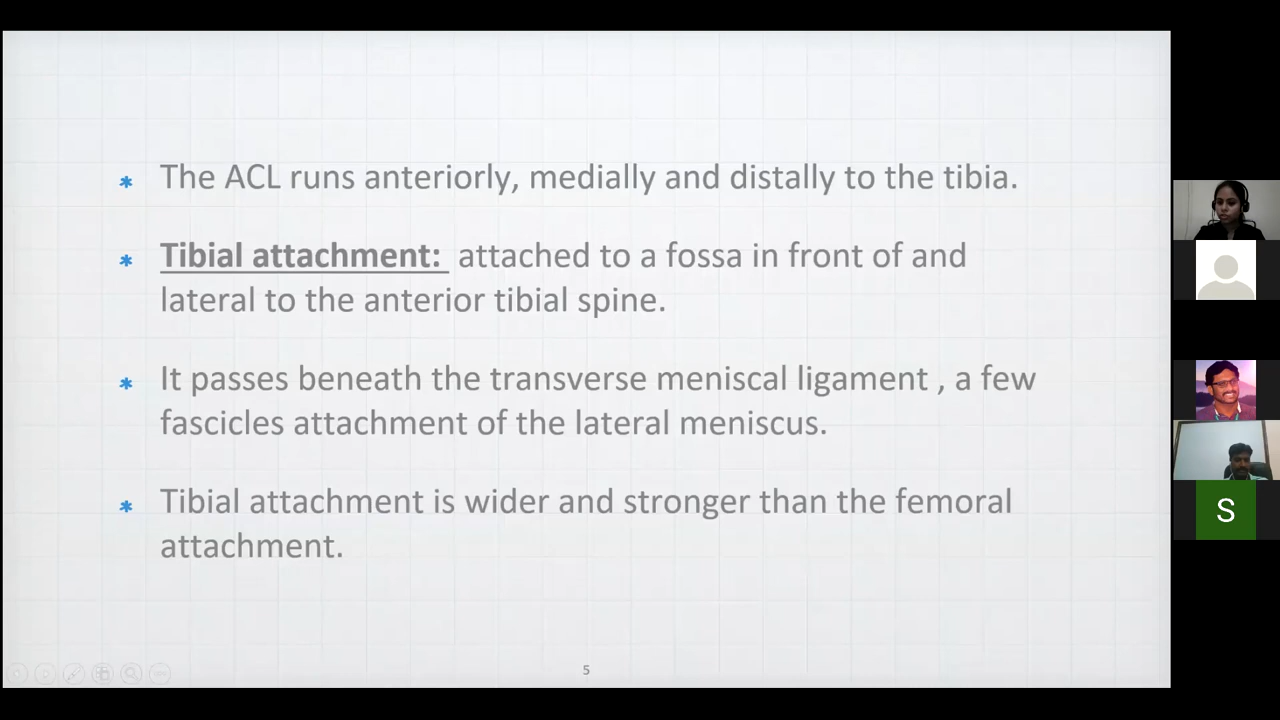 * The ACL runs anteriorly, medially and distally to the tibia.
* Tibial attachment: attached to a fossa in front of and
lateral to the anterior tibial spine.
* It passes beneath the transverse meniscal ligament , a few
fascicles attachment of the lateral meniscus.
* Tibial attachment is wider and stronger than the femoral
attachment.
5
S